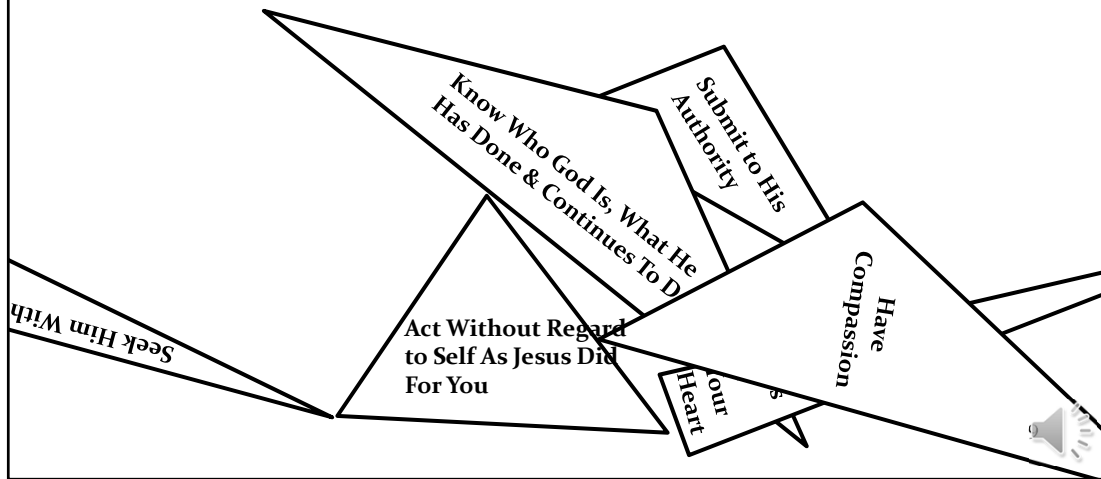 Know Who God Is, What He
Has Done & Continues To D
Submit to His
Authority
Seek Him With
Act Without Regard
to Self As Jesus Did
For You
Have
Compassion
Heart